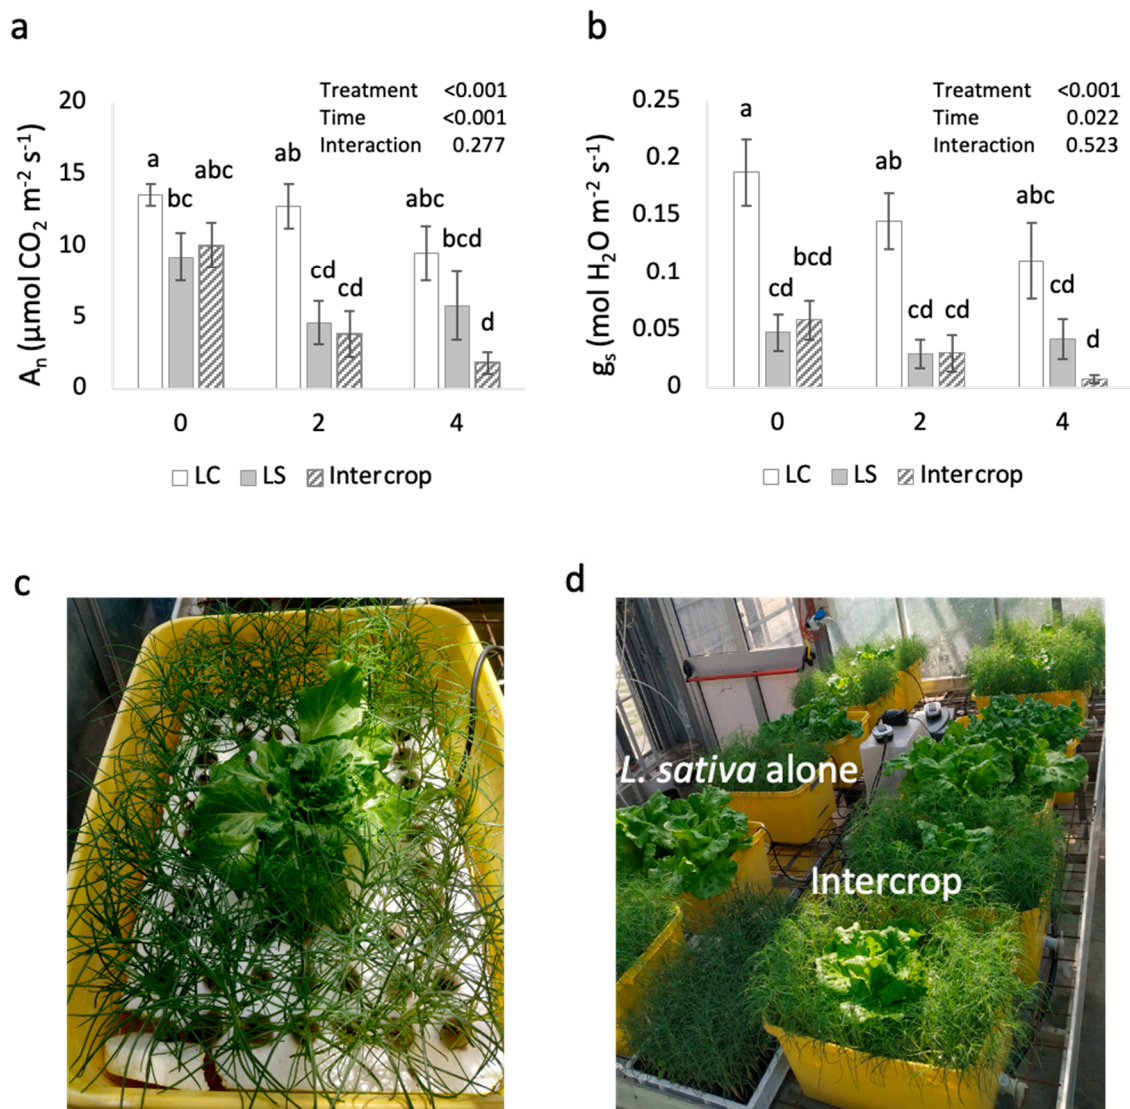 a
Treatment <0.001
Time <0.001
Interaction 0.277
Aₙ (µmol CO₂ m⁻² s⁻¹)
20
15
10
5
0
a
bc
abc
ab
cd
cd
abc
bcd
d
0 2 4
LC LS Intercrop
b
Treatment <0.001
Time 0.022
Interaction 0.523
gₛ (mol H₂O m⁻² s⁻¹)
0.25
0.2
0.15
0.1
0.05
0
a
cd
bcd
ab
cd
cd
abc
cd
d
0 2 4
LC LS Intercrop
c
d
L. sativa alone
Intercrop